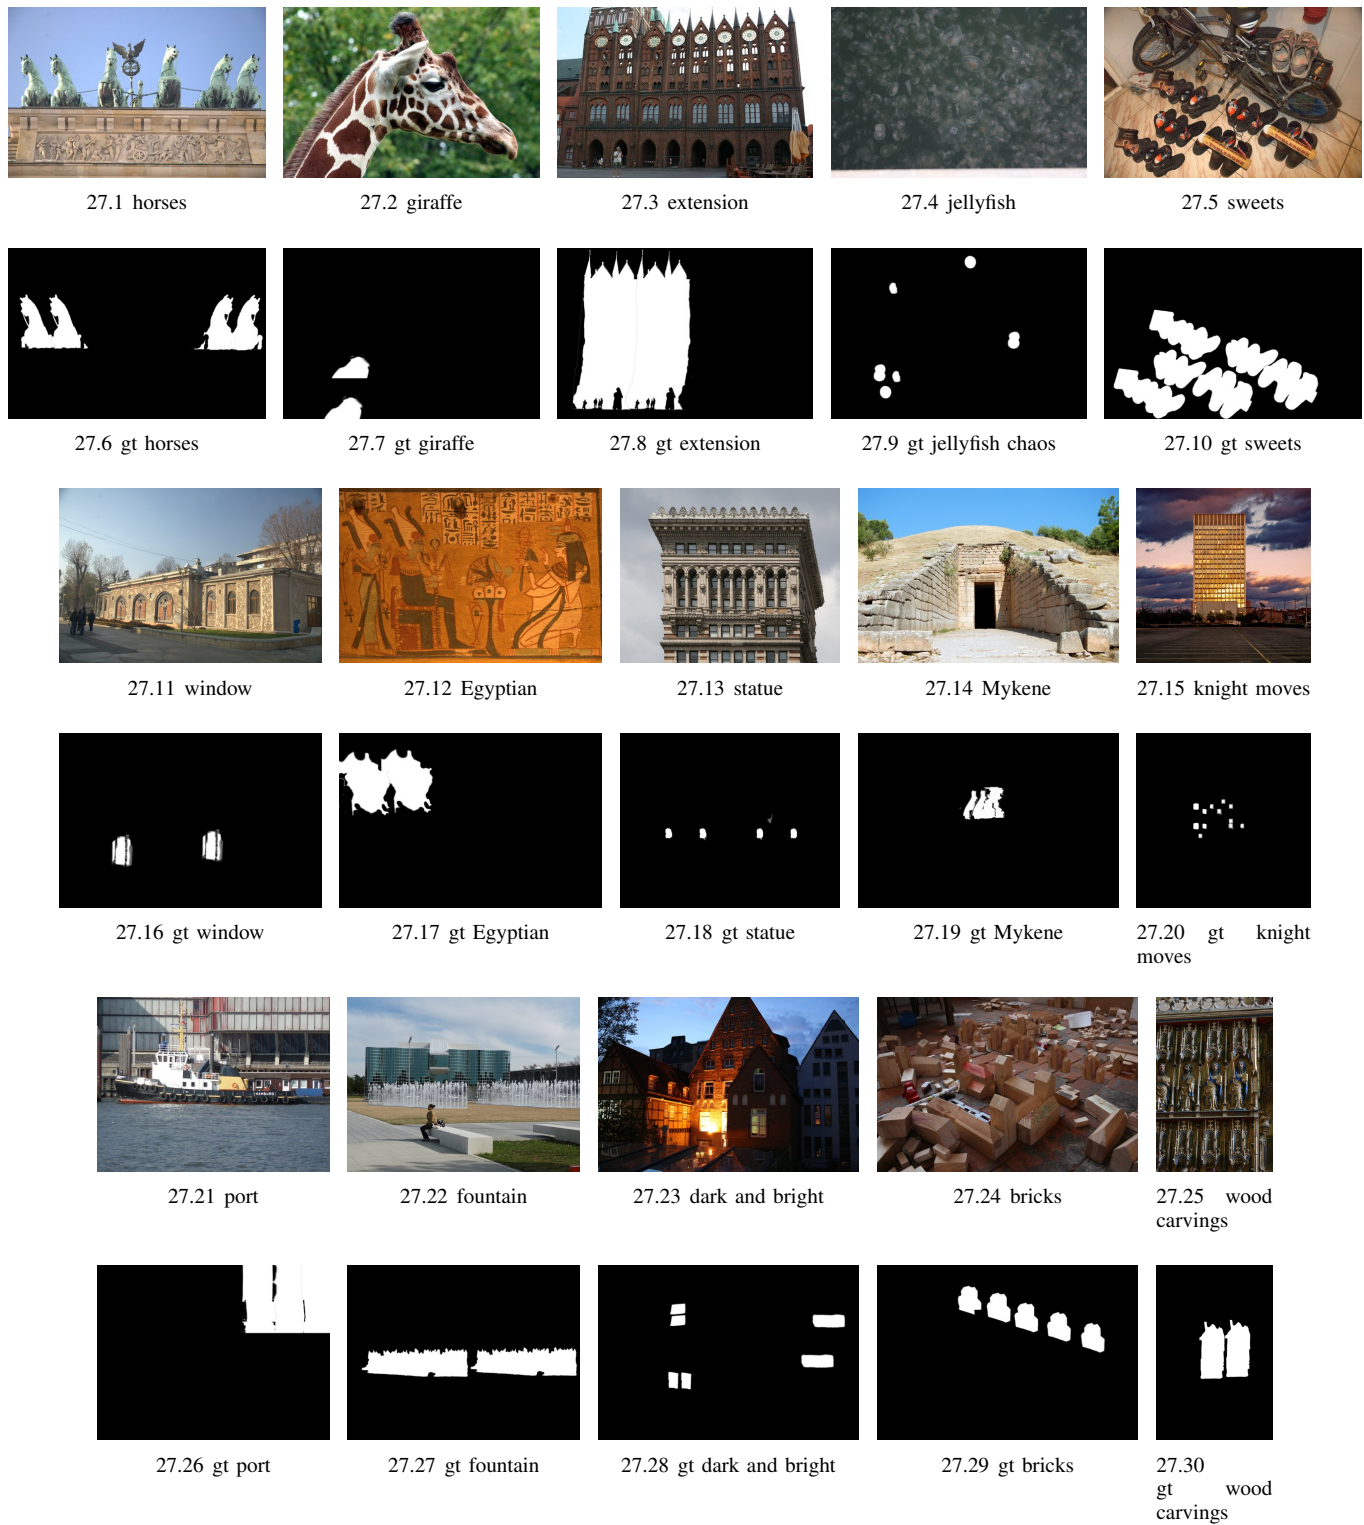 27.1 horses
27.2 giraffe
27.3 extension
27.4 jellyfish
27.5 sweets
27.6 gt horses
27.7 gt giraffe
27.8 gt extension
27.9 gt jellyfish chaos
27.10 gt sweets
27.11 window
27.12 Egyptian
27.13 statue
27.14 Mykene
27.15 knight moves
27.16 gt window
27.17 gt Egyptian
27.18 gt statue
27.19 gt Mykene
27.20 gt knight
moves
HAMBURG
27.21 port
27.22 fountain
27.23 dark and bright
27.24 bricks
27.25 wood
carvings
27.26 gt port
27.27 gt fountain
27.28 gt dark and bright
27.29 gt bricks
27.30
gt wood
carvings